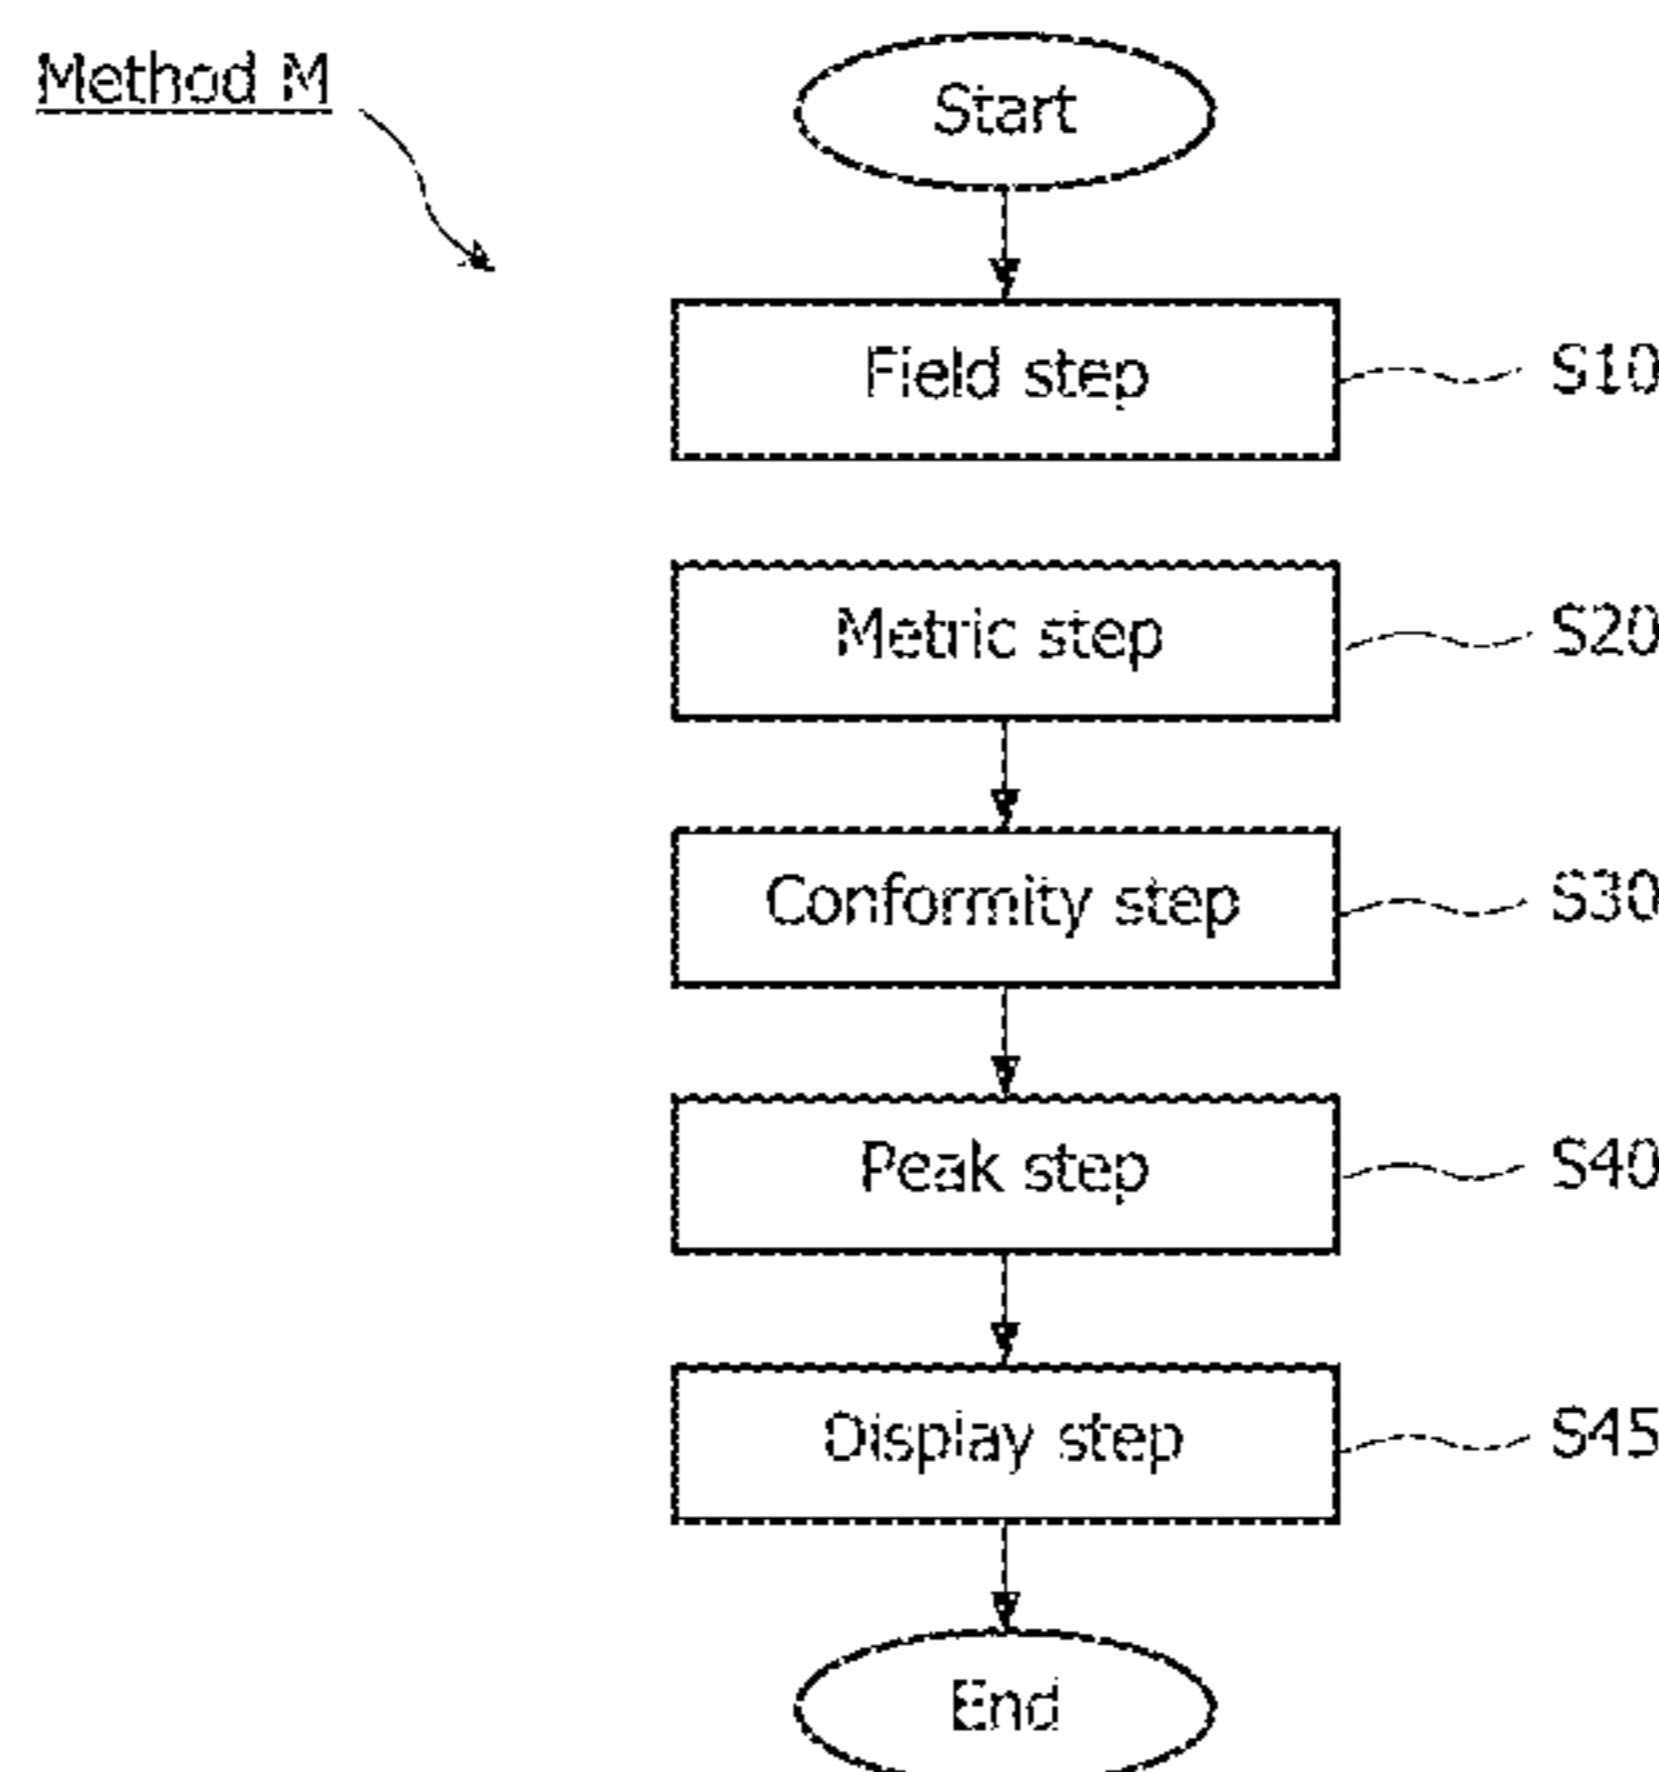 Method M
Start
Field step
S10
Metric step
S20
Conformity step
S30
Peak step
S40
Display step
S45
End